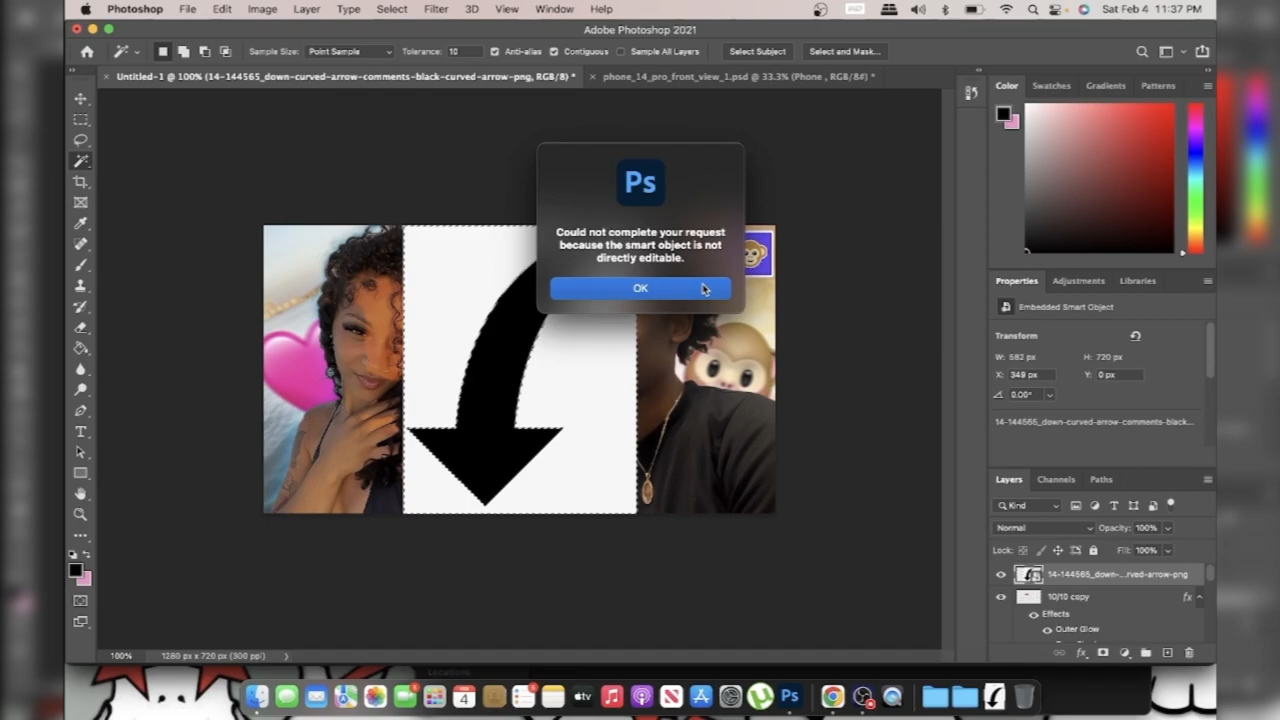 Photoshop File Edit Image Layer Type Select Filter 3D View Window Help Sat Feb 4 11:37 PM
Adobe Photoshop 2021
Sample Size: Point Sample Tolerance: 10 Anti-alias Contiguous Sample All Layers Select Subject Select and Mask...
Untitled-1 @ 100% (14-144565_down-curved-arrow-comments-black-curved-arrow-png, RGB/8) * phone_14_pro_front_view_1.psd @ 33.3% (Phone , RGB/8#) *
Color Swatches Gradients Patterns
Ps
Could not complete your request
because the smart object is not
directly editable.
OK
Properties Adjustments Libraries
Embedded Smart Object
Transform
W: 582 px H: 720 px
X: 349 px Y: 0 px
0.00°
14-144565_down-curved-arrow-comments-black...
Layers Channels Paths
Kind
Normal Opacity: 100%
Lock: Fill: 100%
14-144565_down-...rved-arrow-png
10/10 copy fx
Effects
Outer Glow
100% 1280 px x 720 px (300 ppi)
Locations
4 tv Ps